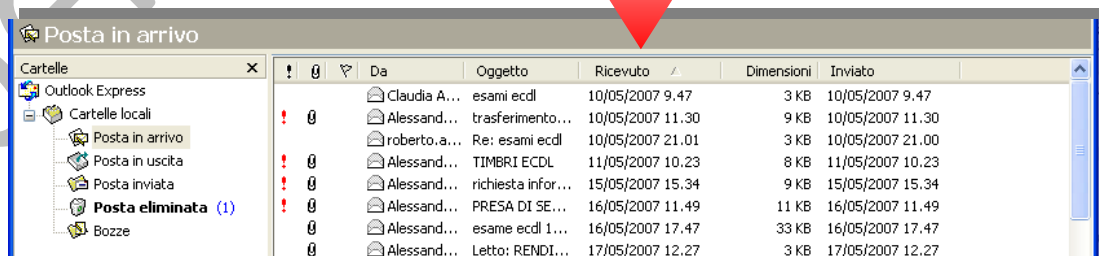 Posta in arrivo
Cartelle
Outlook Express
Cartelle locali
Posta in arrivo
Posta in uscita
Posta inviata
Posta eliminata (1)
Bozze
! Da Oggetto Ricevuto Dimensioni Inviato
Claudia A... esami ecdl 10/05/2007 9.47 3 KB 10/05/2007 9.47
! Alessand... trasferimento... 10/05/2007 11.30 9 KB 10/05/2007 11.30
roberto.a... Re: esami ecdl 10/05/2007 21.01 3 KB 10/05/2007 21.00
! Alessand... TIMBRI ECDL 11/05/2007 10.23 8 KB 11/05/2007 10.23
! Alessand... richiesta infor... 15/05/2007 15.34 9 KB 15/05/2007 15.34
! Alessand... PRESA DI SE... 16/05/2007 11.49 11 KB 16/05/2007 11.49
Alessand... esame ecdl 1... 16/05/2007 17.47 33 KB 16/05/2007 17.47
Alessand... Letto: RENDI... 17/05/2007 12.27 3 KB 17/05/2007 12.27